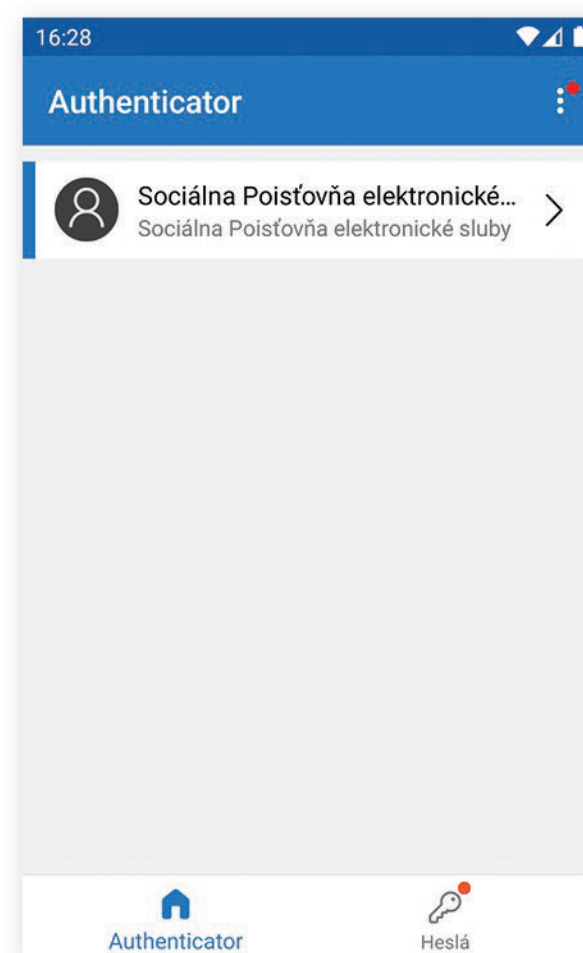 16:28
Authenticator
Sociálna Poisťovňa elektronické...
Sociálna Poisťovňa elektronické sluby
Authenticator
Heslá